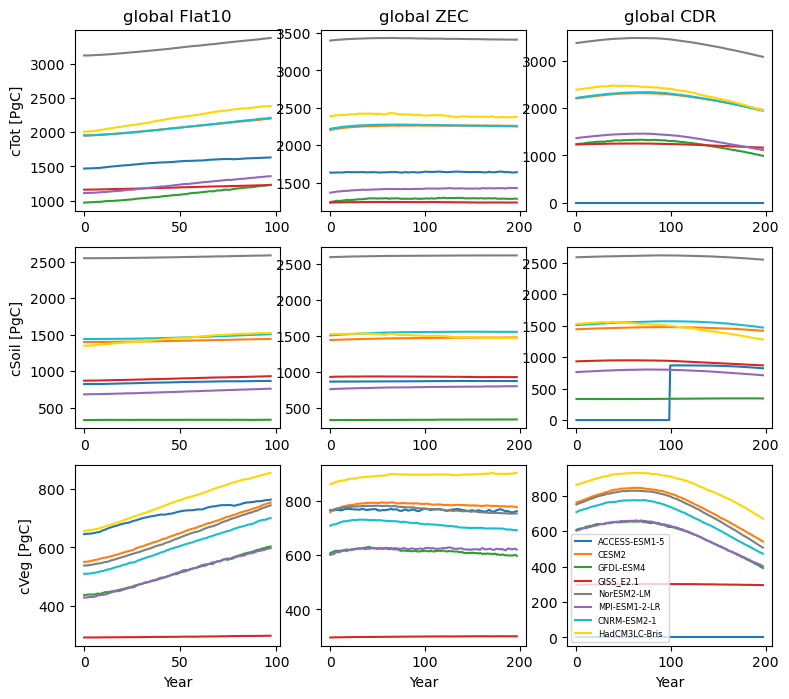 global Flat10 global ZEC global CDR
cTot [PgC]
3000
2500
2000
1500
1000
0 50 100
3500
3000
2500
2000
1500
0 100 200
3000
2000
1000
0
0 100 200
cSoil [PgC]
2500
2000
1500
1000
500
0 50 100
2500
2000
1500
1000
500
0 100 200
2500
2000
1500
1000
500
0
0 100 200
cVeg [PgC]
800
600
400
0 50 100
Year
800
600
400
0 100 200
Year
800
600
400
200
0
ACCESS-ESM1-5
CESM2
GFDL-ESM4
GISS_E2.1
NorESM2-LM
MPI-ESM1-2-LR
CNRM-ESM2-1
HadCM3LC-Bris
0 100 200
Year